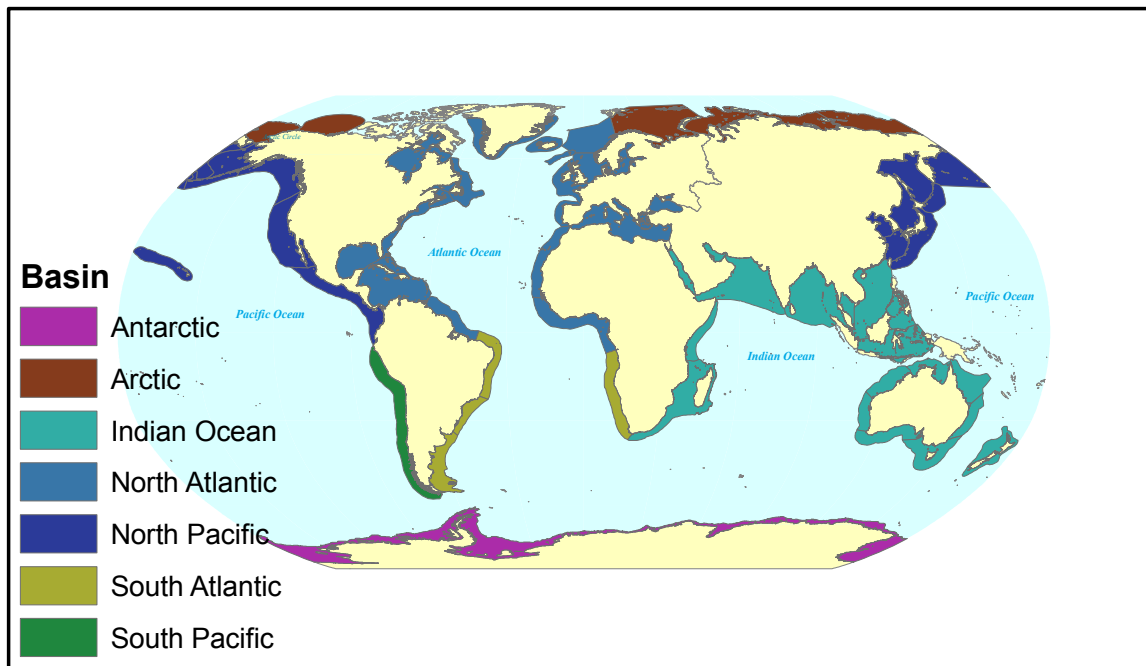 Circle
Atlantic Ocean
Pacific Ocean
Pacific Ocean
Indian Ocean
Basin
Antarctic
Arctic
Indian Ocean
North Atlantic
North Pacific
South Atlantic
South Pacific